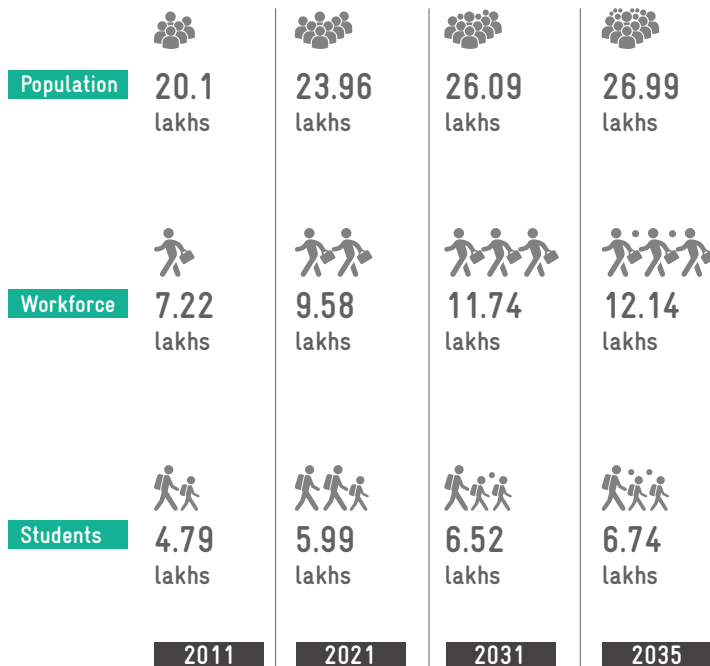 Population 20.1 23.96 26.09 26.99
lakhs lakhs lakhs lakhs
Workforce 7.22 9.58 11.74 12.14
lakhs lakhs lakhs lakhs
Students 4.79 5.99 6.52 6.74
lakhs lakhs lakhs lakhs
2011 2021 2031 2035